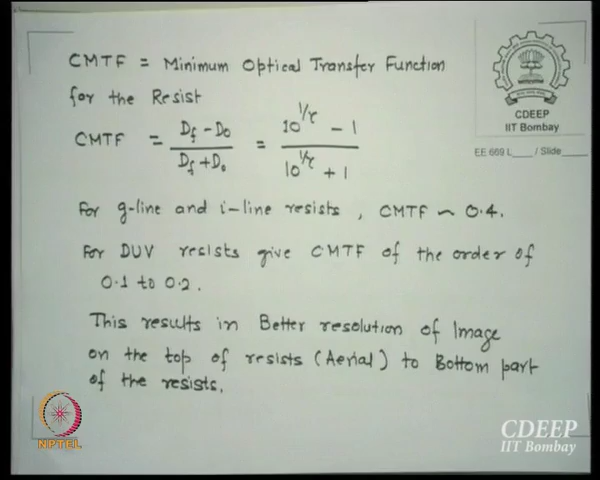 CMTF = Minimum Optical Transfer Function
for the Resist
CMTF = (Df - D0) / (Df + D0) = (10^(1/γ) - 1) / (10^(1/γ) + 1)
For g-line and i-line resists, CMTF ~ 0.4.
For DUV resists give CMTF of the order of
0.1 to 0.2.
This results in Better resolution of Image
on the top of resists (Aerial) to Bottom part
of the resists.
CDEEP
IIT Bombay
EE 669 L___ / Slide___
NPTEL
CDEEP
IIT Bombay